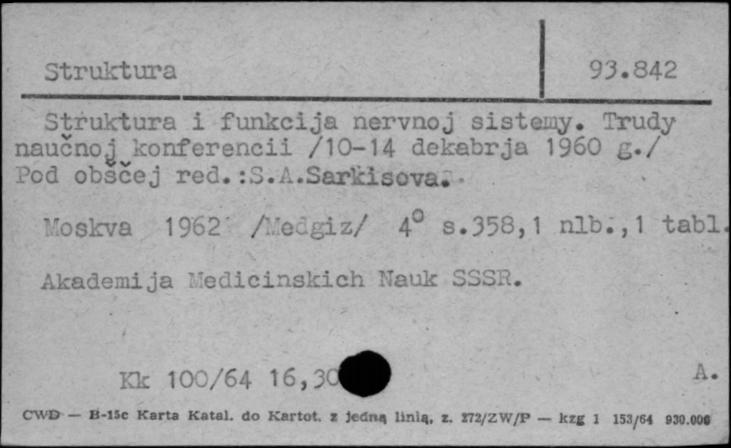 Struktura 93.842
Struktura i funkcija nervnoj sistemy. Trudy
naučnoj konferencii /10-14 dekabrja 1960 g./
Pod obščej red.:S.A.Sarkisova.
Moskva 1962 /Medgiz/ 4° s.358,1 nlb.,1 tabl.
Akademija Medicinskich Nauk SSSR.
Kk 100/64 16,30 A.
CWD — B-15c Karta Katal. do Kartot. z jedną linią, z. 272/ZW/P — kzg 1 153/64 930.000